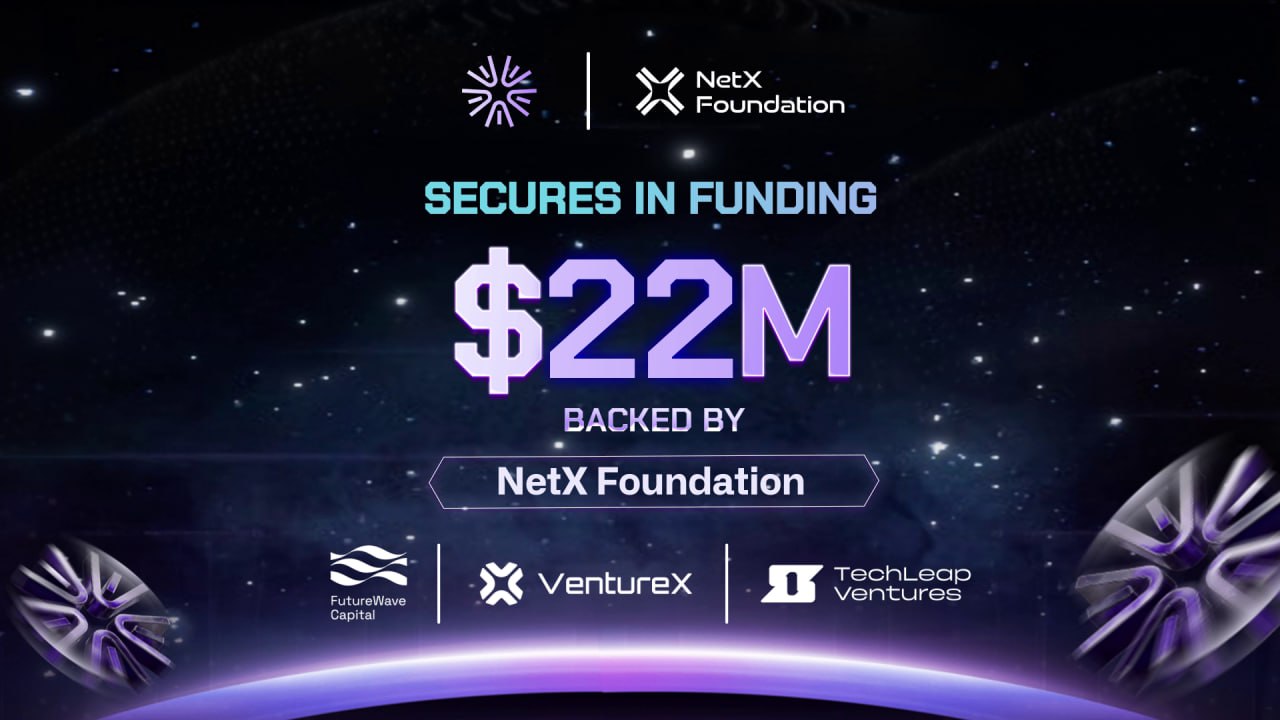 NetX
Foundation
SECURES IN FUNDING
$22M
BACKED BY
NetX Foundation
FutureWave
Capital
VentureX
TechLeap
Ventures